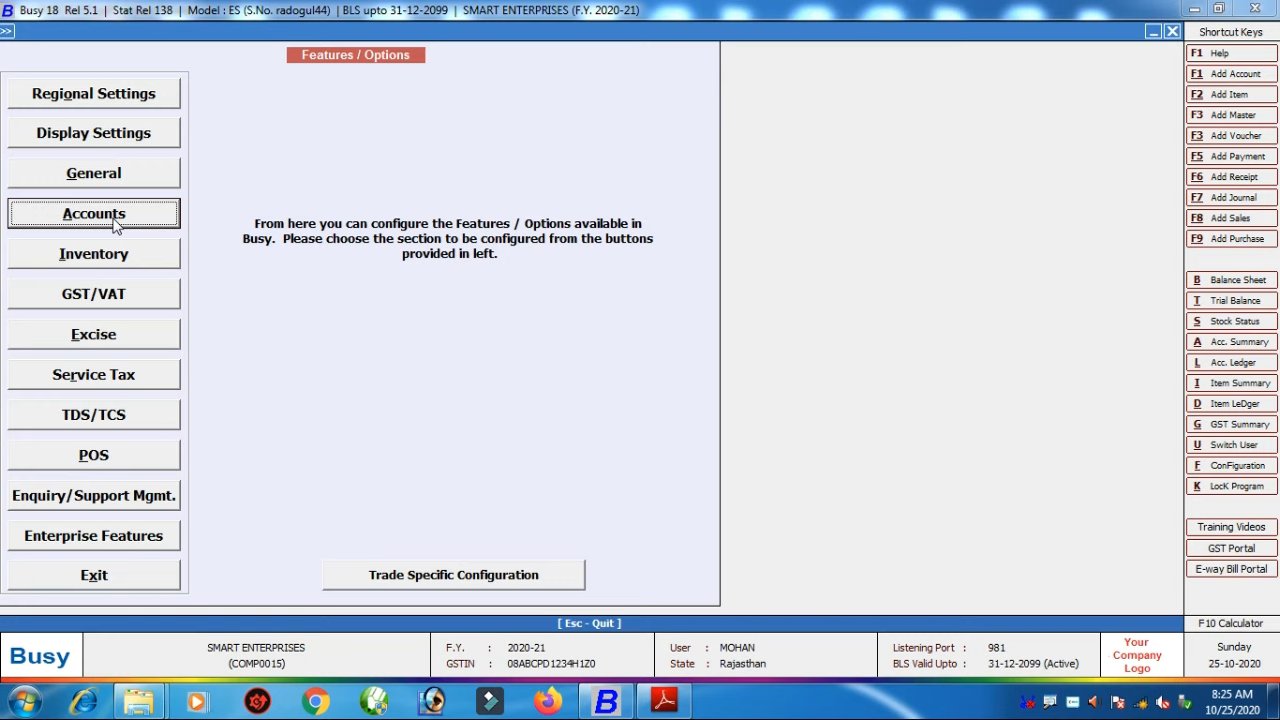 Busy 18 Rel 5.1 | Stat Rel 138 | Model : ES (S.No. radogul44) | BLS upto 31-12-2099 | SMART ENTERPRISES (F.Y. 2020-21)
>>
Features / Options
Regional Settings
Display Settings
General
Accounts
Inventory
GST/VAT
Excise
Service Tax
TDS/TCS
POS
Enquiry/Support Mgmt.
Enterprise Features
Exit
From here you can configure the Features / Options available in
Busy. Please choose the section to be configured from the buttons
provided in left.
Trade Specific Configuration
Shortcut Keys
F1 Help
F1 Add Account
F2 Add Item
F3 Add Master
F3 Add Voucher
F5 Add Payment
F6 Add Receipt
F7 Add Journal
F8 Add Sales
F9 Add Purchase
B Balance Sheet
T Trial Balance
S Stock Status
A Acc. Summary
L Acc. Ledger
I Item Summary
D Item LeDger
G GST Summary
U Switch User
F ConFiguration
K LocK Program
Training Videos
GST Portal
E-way Bill Portal
[ Esc - Quit ]
F10 Calculator
Busy
SMART ENTERPRISES
(COMP0015)
F.Y. : 2020-21
GSTIN : 08ABCPD1234H1Z0
User : MOHAN
State : Rajasthan
Listening Port : 981
BLS Valid Upto : 31-12-2099 (Active)
Your
Company
Logo
Sunday
25-10-2020
8:25 AM
10/25/2020